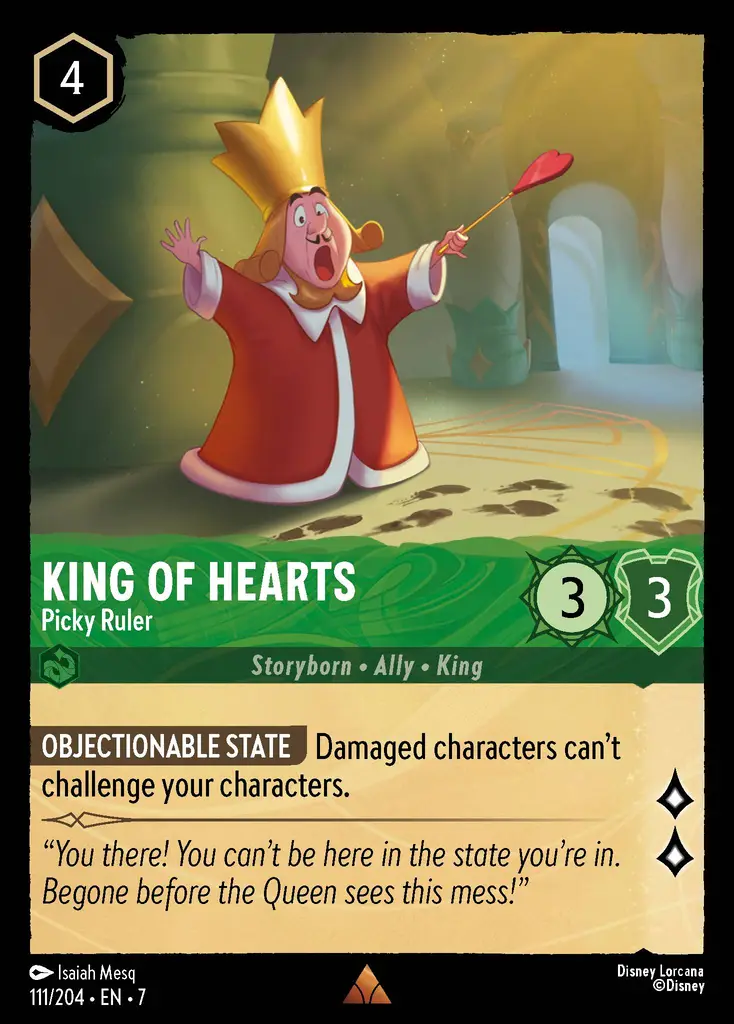 4
KING OF HEARTS
Picky Ruler
3
3
Storyborn • Ally • King
OBJECTIONABLE STATE Damaged characters can’t
challenge your characters.
“You there! You can’t be here in the state you’re in.
Begone before the Queen sees this mess!”
Isaiah Mesq
111/204 • EN • 7
Disney Lorcana
©Disney